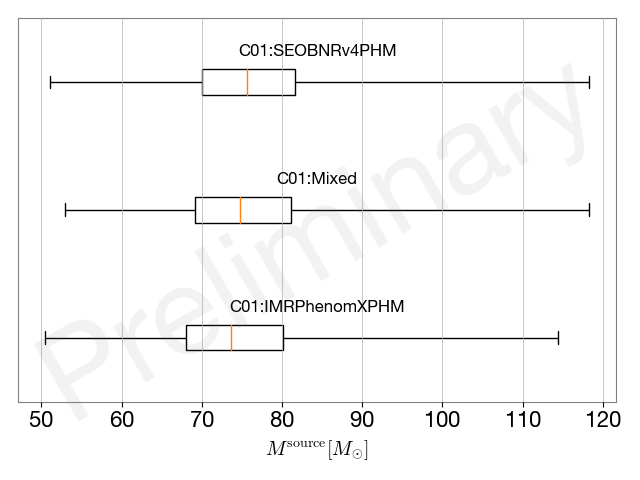 C01:SEOBNRv4PHM
C01:Mixed
C01:IMRPhenomXPHM
Preliminary
50 60 70 80 90 100 110 120
M^source [M_⊙]